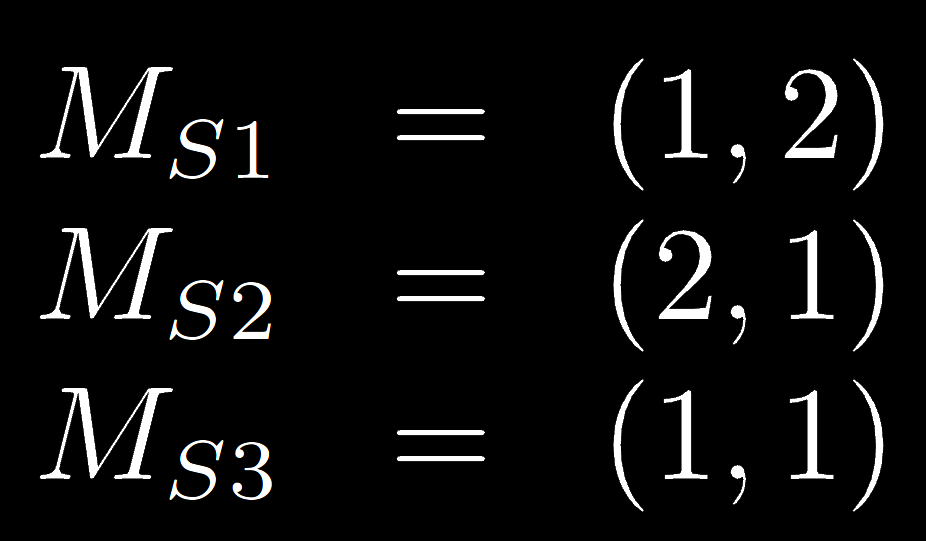 M_{S1} = (1, 2)
M_{S2} = (2, 1)
M_{S3} = (1, 1)